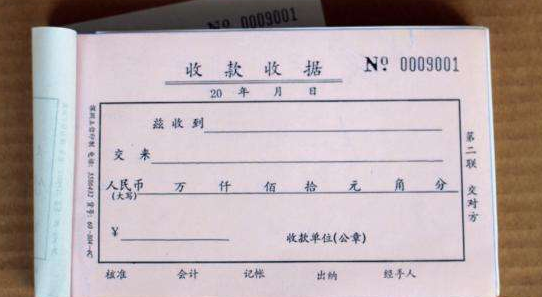 Nº 0009001
收款收据 Nº 0009001
20 年 月 日
兹收到
交来
人民币 万 仟 佰 拾 元 角 分
(大写)
¥ 收款单位(公章)
核准 会计 记帐 出纳 经手人
第二联 交对方